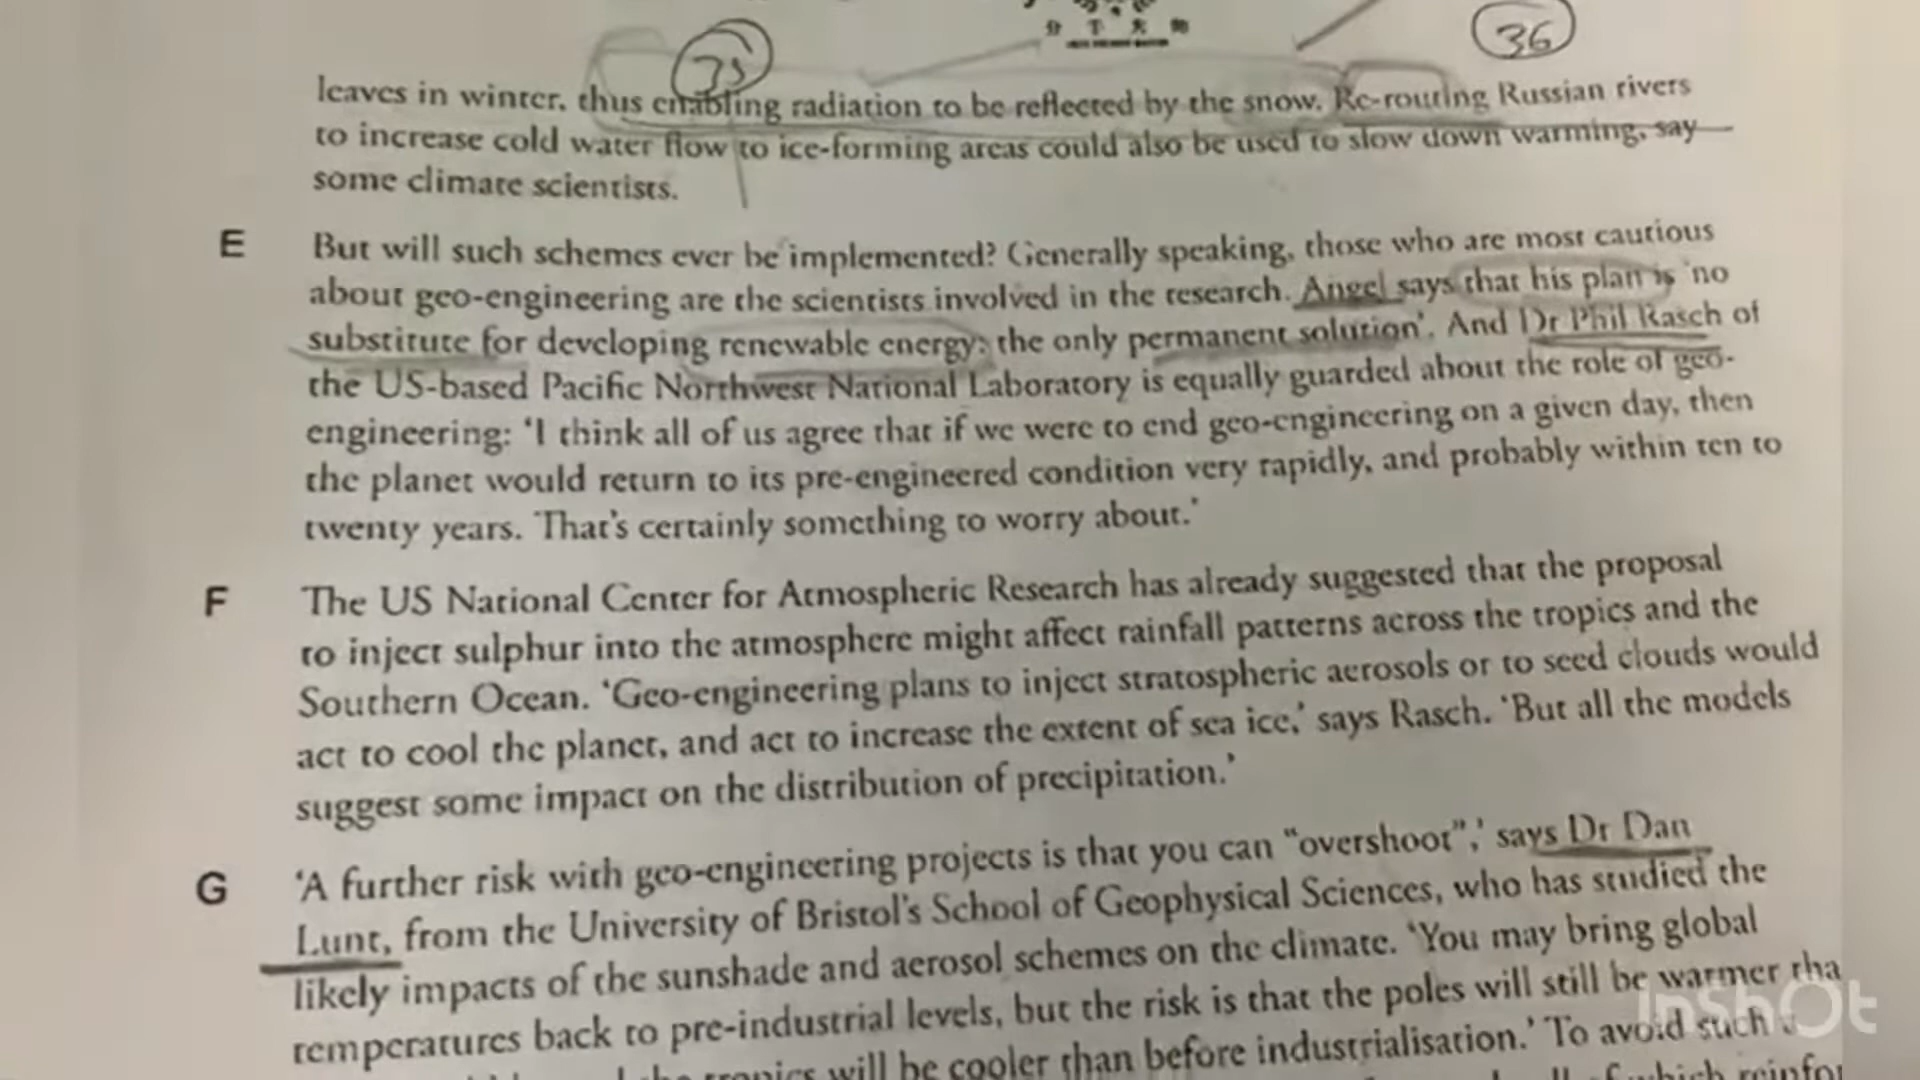 35
36
leaves in winter, thus enabling radiation to be reflected by the snow. Re-routing Russian rivers
to increase cold water flow to ice-forming areas could also be used to slow down warming, say
some climate scientists.
E But will such schemes ever be implemented? Generally speaking, those who are most cautious
about geo-engineering are the scientists involved in the research. Angel says that his plan is 'no
substitute for developing renewable energy: the only permanent solution'. And Dr Phil Rasch of
the US-based Pacific Northwest National Laboratory is equally guarded about the role of geo-
engineering: 'I think all of us agree that if we were to end geo-engineering on a given day, then
the planet would return to its pre-engineered condition very rapidly, and probably within ten to
twenty years. That's certainly something to worry about.'
F The US National Center for Atmospheric Research has already suggested that the proposal
to inject sulphur into the atmosphere might affect rainfall patterns across the tropics and the
Southern Ocean. 'Geo-engineering plans to inject stratospheric aerosols or to seed clouds would
act to cool the planet, and act to increase the extent of sea ice,' says Rasch. 'But all the models
suggest some impact on the distribution of precipitation.'
G 'A further risk with geo-engineering projects is that you can "overshoot",' says Dr Dan
Lunt, from the University of Bristol's School of Geophysical Sciences, who has studied the
likely impacts of the sunshade and aerosol schemes on the climate. 'You may bring global
temperatures back to pre-industrial levels, but the risk is that the poles will still be warmer tha
will be cooler than before industrialisation.' To avoid such
InShOt